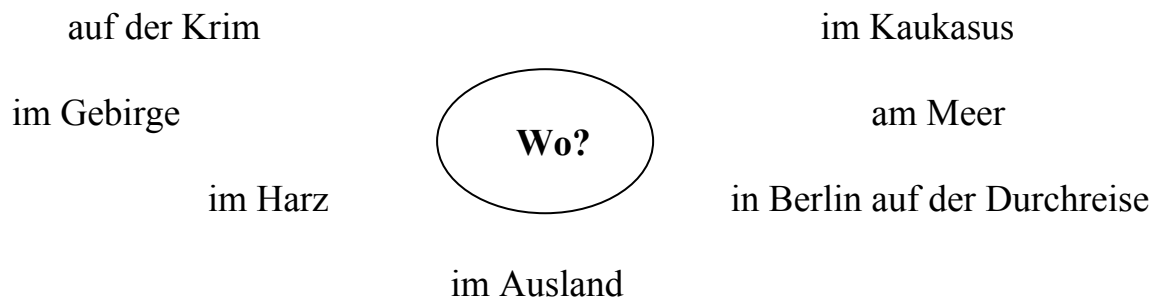 auf der Krim
im Kaukasus
im Gebirge
am Meer
Wo?
im Harz
in Berlin auf der Durchreise
im Ausland